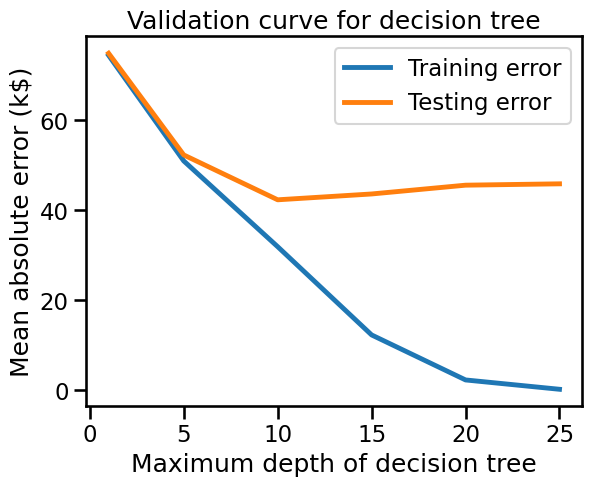 Validation curve for decision tree
Training error
Testing error
Mean absolute error (k$)
60
40
20
0
0 5 10 15 20 25
Maximum depth of decision tree